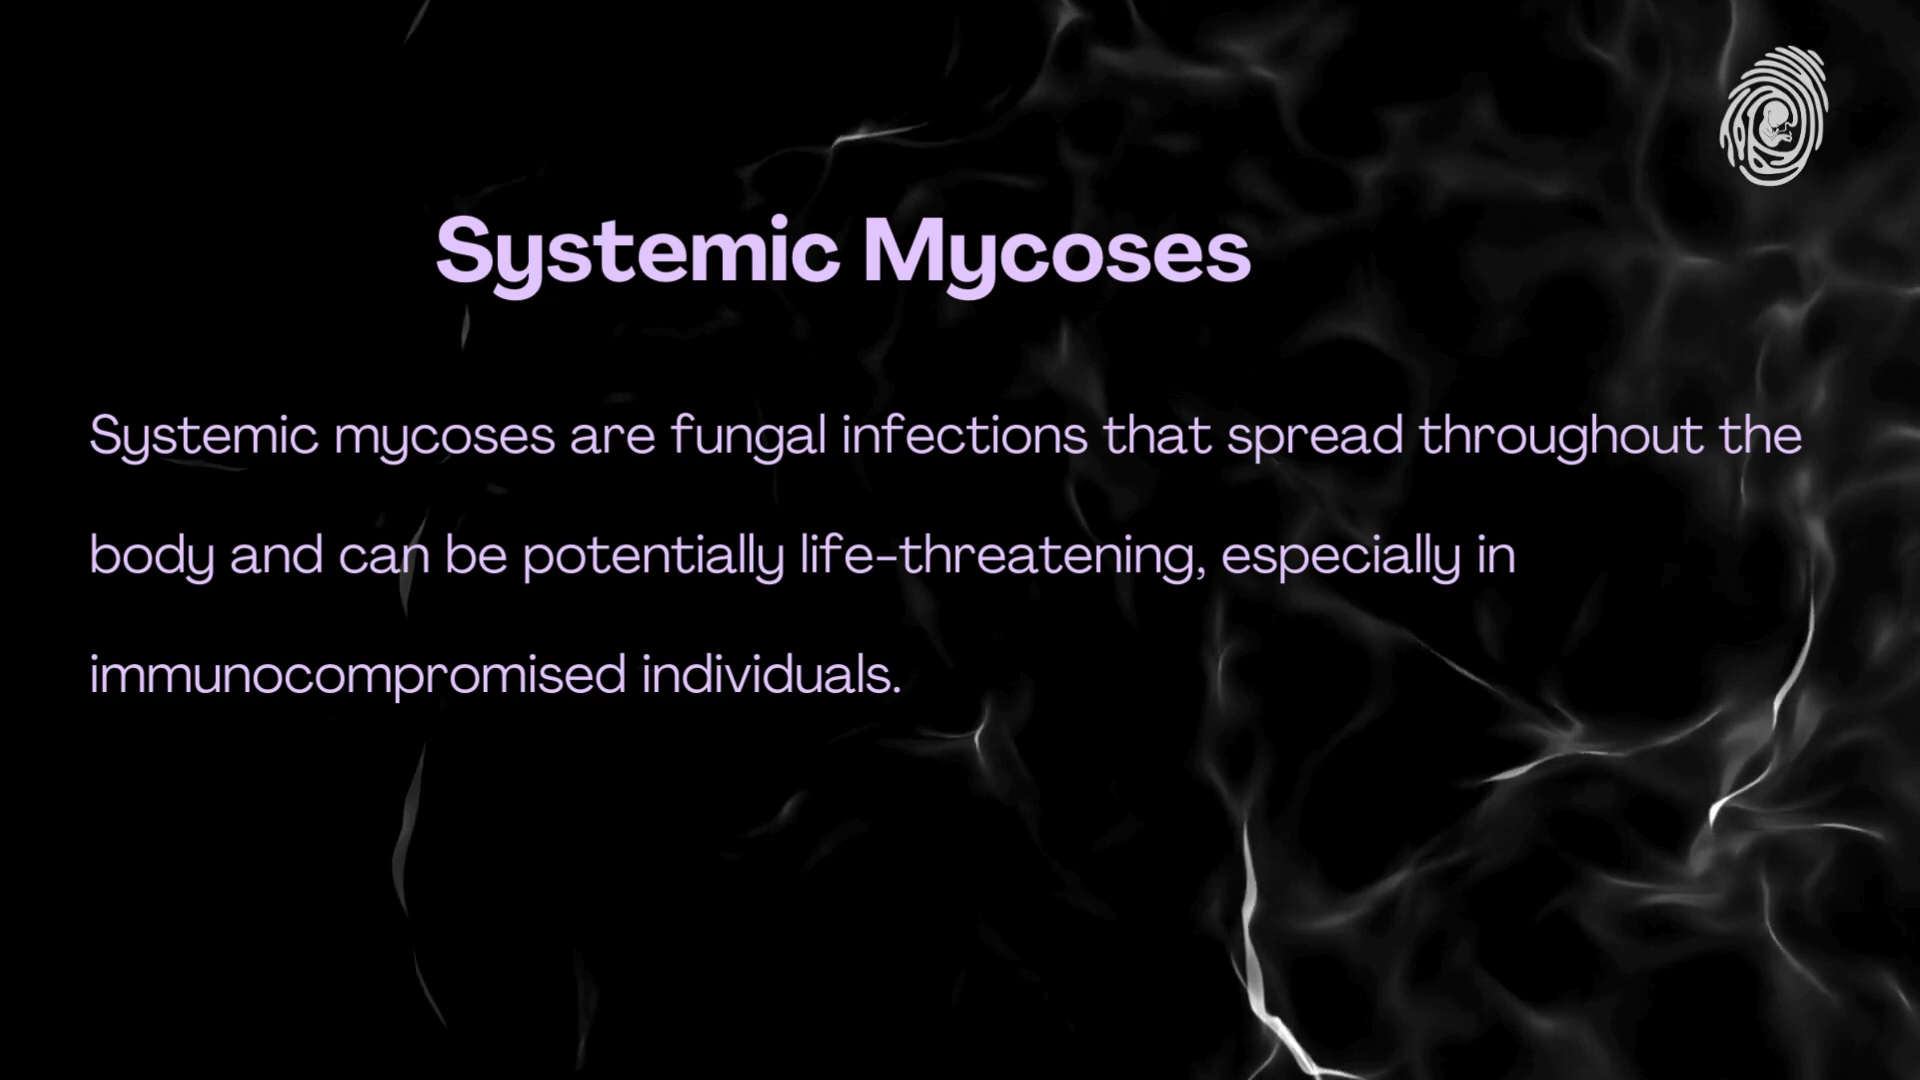 Systemic Mycoses
Systemic mycoses are fungal infections that spread throughout the
body and can be potentially life-threatening, especially in
immunocompromised individuals.